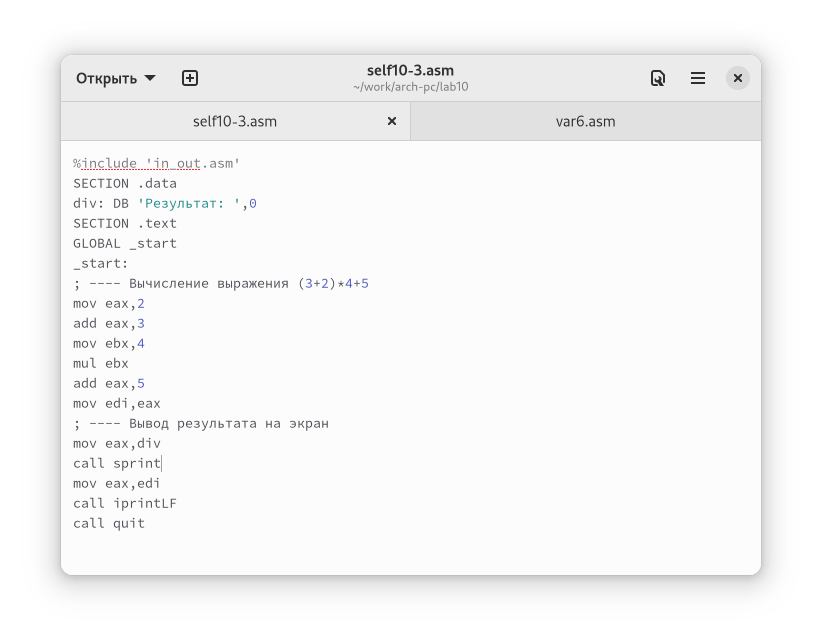 Открыть
self10-3.asm
~/work/arch-pc/lab10
self10-3.asm
var6.asm
%include 'in_out.asm'
SECTION .data
div: DB 'Результат: ',0
SECTION .text
GLOBAL _start
_start:
; ---- Вычисление выражения (3+2)*4+5
mov eax,2
add eax,3
mov ebx,4
mul ebx
add eax,5
mov edi,eax
; ---- Вывод результата на экран
mov eax,div
call sprint
mov eax,edi
call iprintLF
call quit